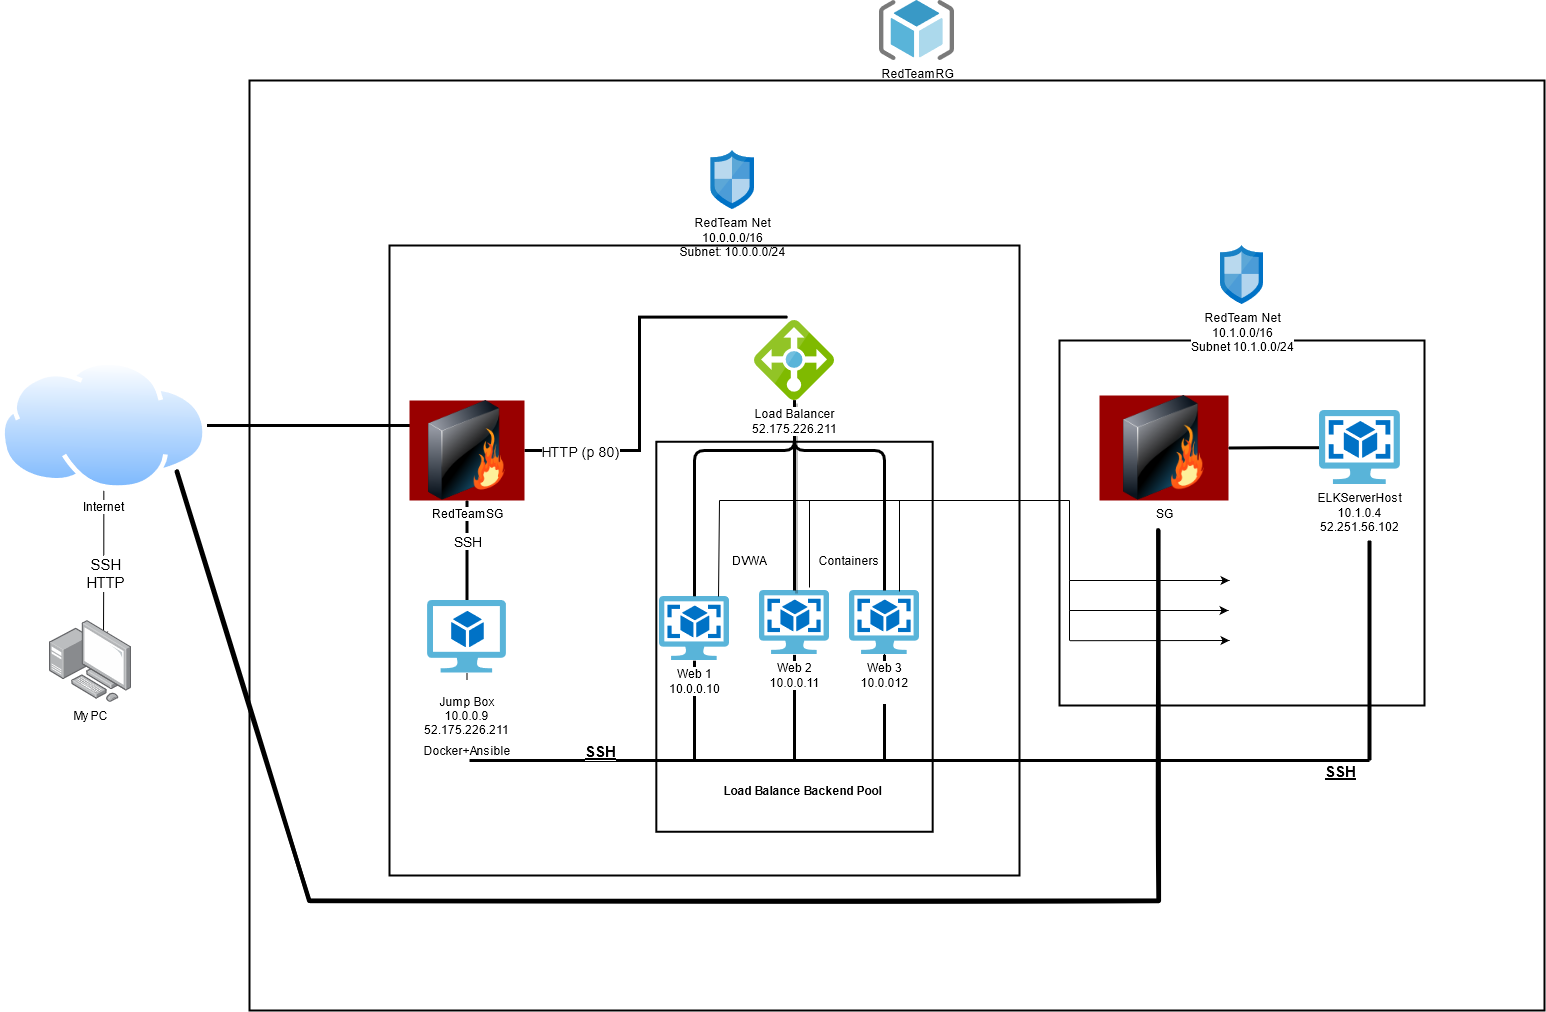 RedTeamRG
RedTeam Net
10.0.0.0/16
Subnet: 10.0.0.0/24
RedTeam Net
10.1.0.0/16
Subnet 10.1.0.0/24
Load Balancer
52.175.226.211
HTTP (p 80)
RedTeamSG
SSH
Internet
SSH
HTTP
My PC
SG
ELKServerHost
10.1.0.4
52.251.56.102
DVWA
Containers
Web 1
10.0.0.10
Web 2
10.0.0.11
Web 3
10.0.012
Jump Box
10.0.0.9
52.175.226.211
Docker+Ansible
SSH
SSH
Load Balance Backend Pool